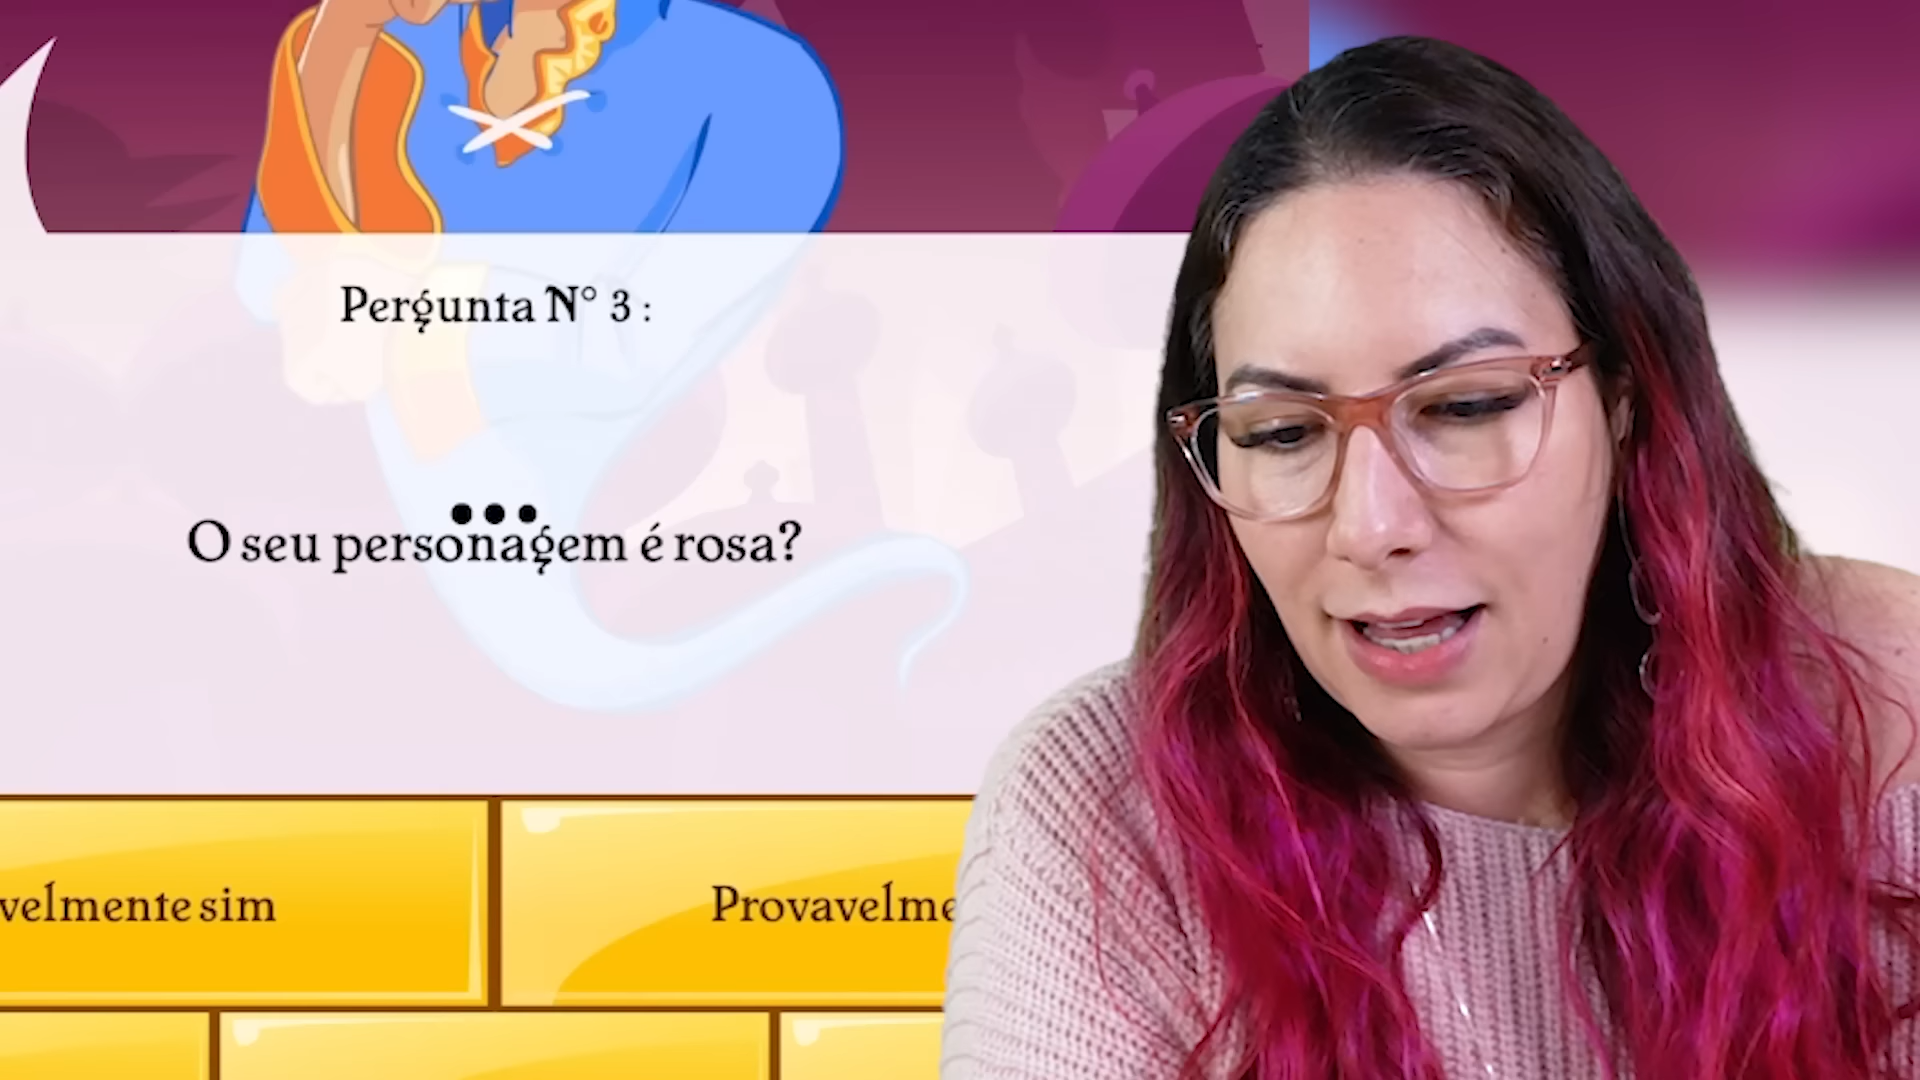 Pergunta N° 3 :
...
O seu personagem é rosa?
velmente sim
Provavelme